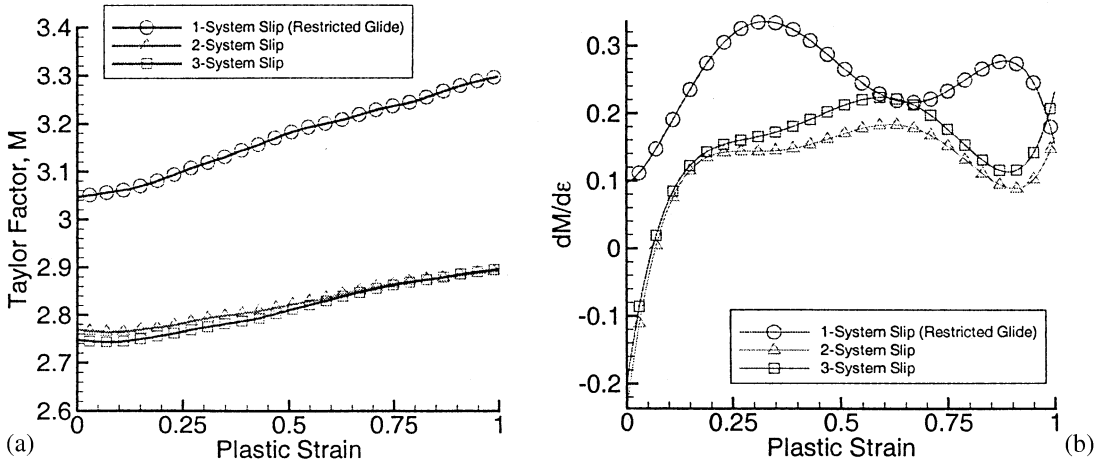 3.4
3.3
3.2
3.1
3
2.9
2.8
2.7
2.6
Taylor Factor, M
1-System Slip (Restricted Glide)
2-System Slip
3-System Slip
0
0.25
0.5
0.75
1
Plastic Strain
(a)
0.3
0.2
0.1
0
-0.1
-0.2
dM/dε
1-System Slip (Restricted Glide)
2-System Slip
3-System Slip
0
0.25
0.5
0.75
1
Plastic Strain
(b)